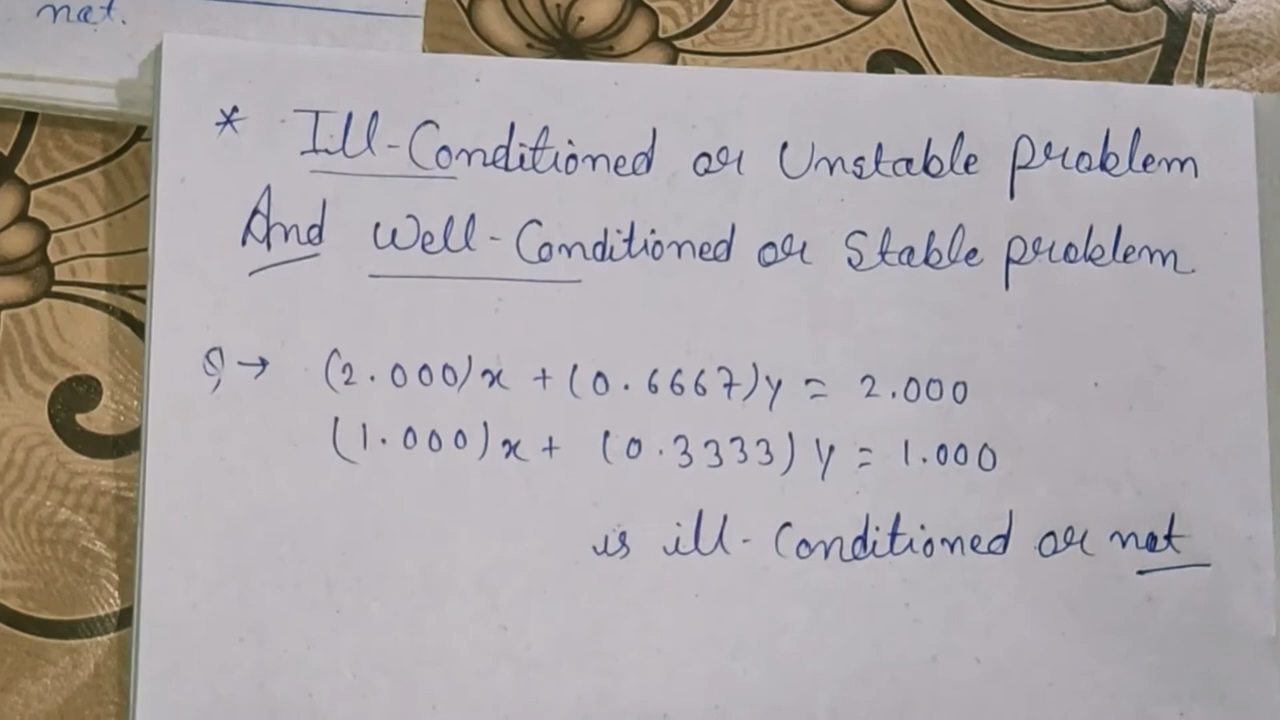 not.
* Ill-Conditioned or Unstable problem
And Well-Conditioned or Stable problem
Q→ (2.000)x + (0.6667)y = 2.000
(1.000)x + (0.3333)y = 1.000
is ill-conditioned or not